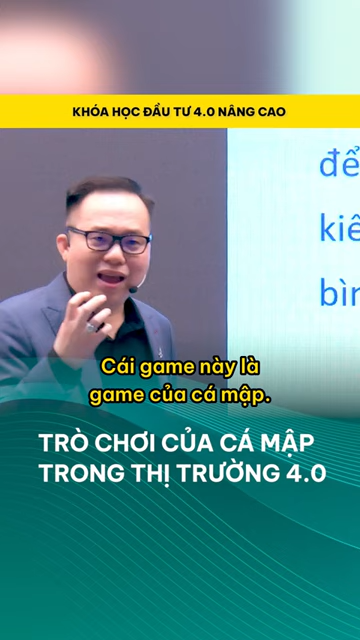 KHÓA HỌC ĐẦU TƯ 4.0 NÂNG CAO
để
kiê
bìn
Cái game này là
game của cá mập.
TRÒ CHƠI CỦA CÁ MẬP
TRONG THỊ TRƯỜNG 4.0